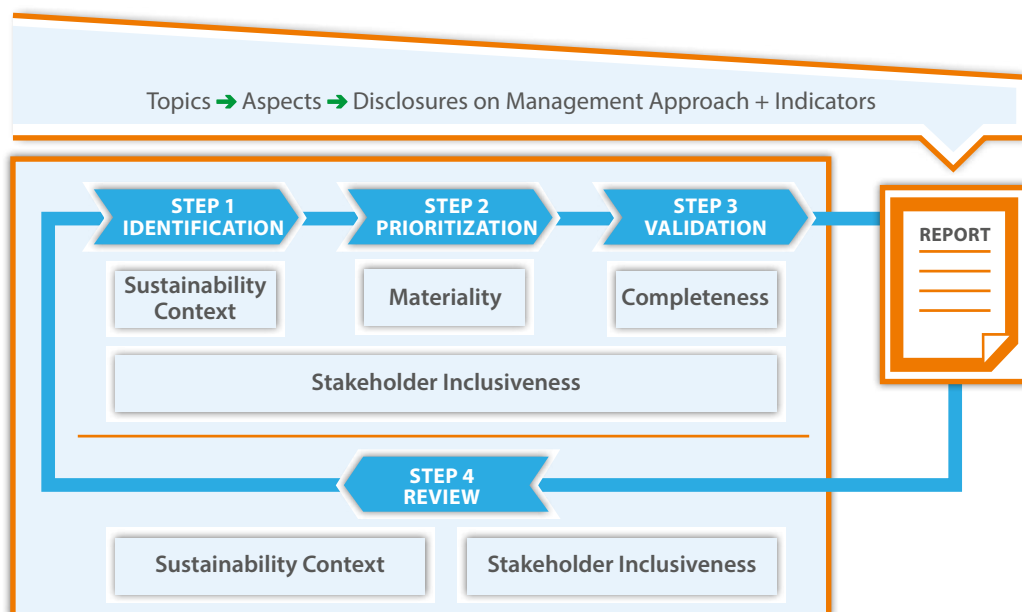 Topics ➔ Aspects ➔ Disclosures on Management Approach + Indicators
STEP 1
IDENTIFICATION
STEP 2
PRIORITIZATION
STEP 3
VALIDATION
REPORT
Sustainability
Context
Materiality
Completeness
Stakeholder Inclusiveness
STEP 4
REVIEW
Sustainability Context
Stakeholder Inclusiveness